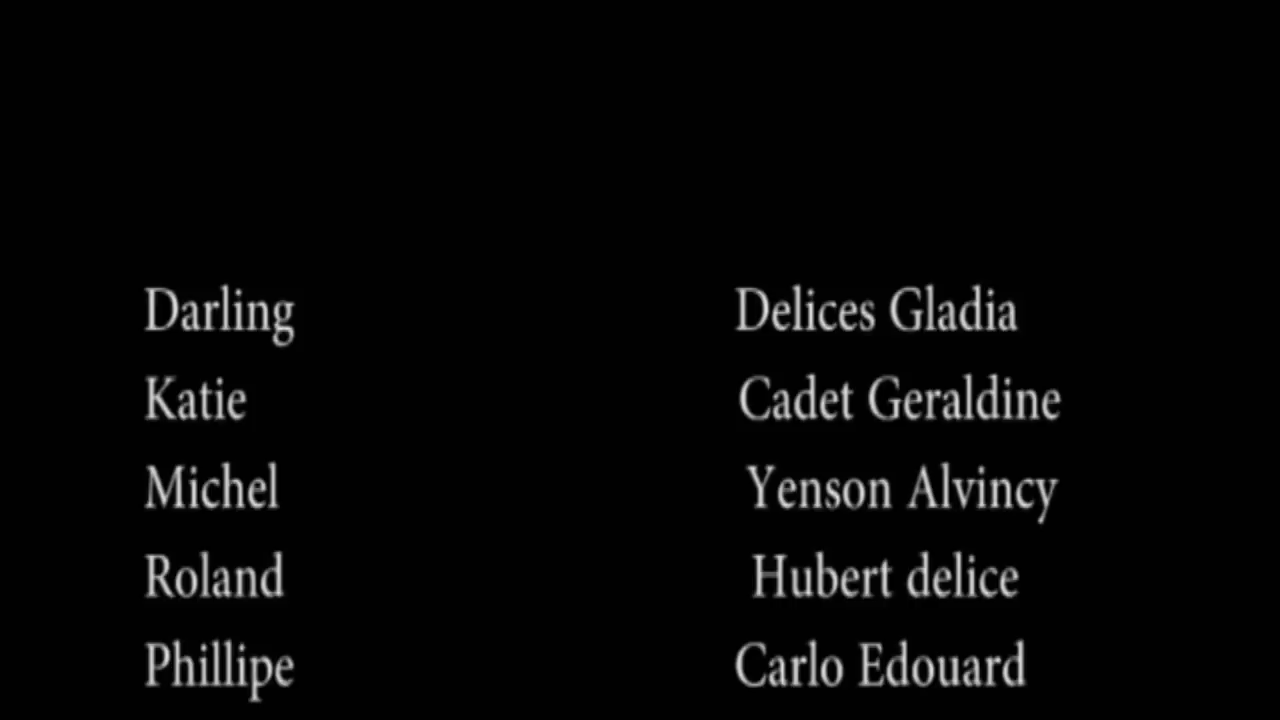 Darling Delices Gladia
Katie Cadet Geraldine
Michel Yenson Alvincy
Roland Hubert delice
Phillipe Carlo Edouard